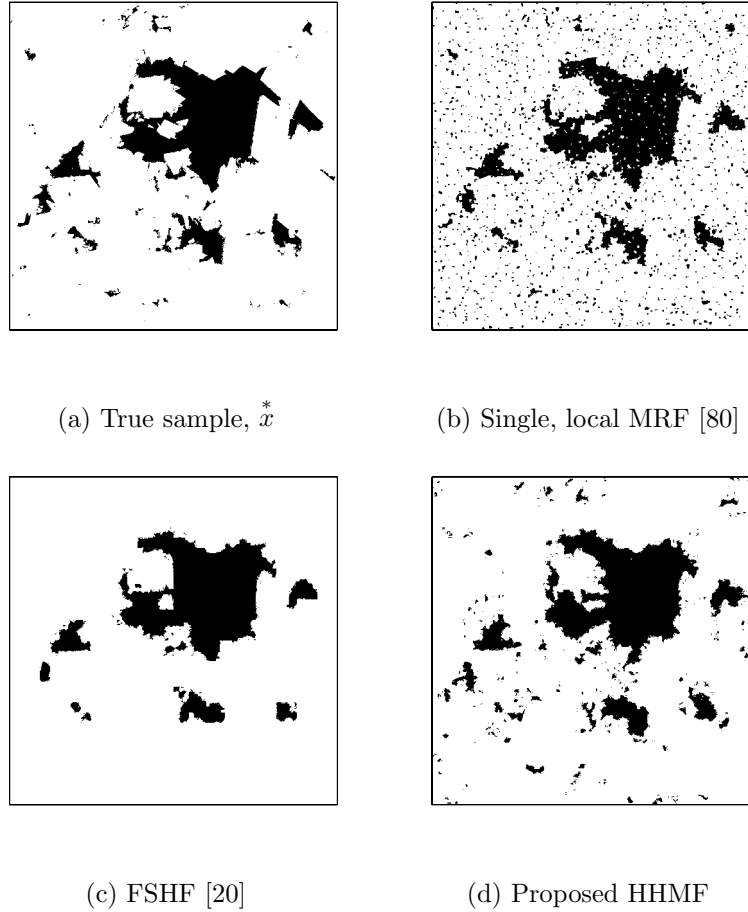 (a) True sample, x*
(b) Single, local MRF [80]
(c) FSHF [20]
(d) Proposed HHMF